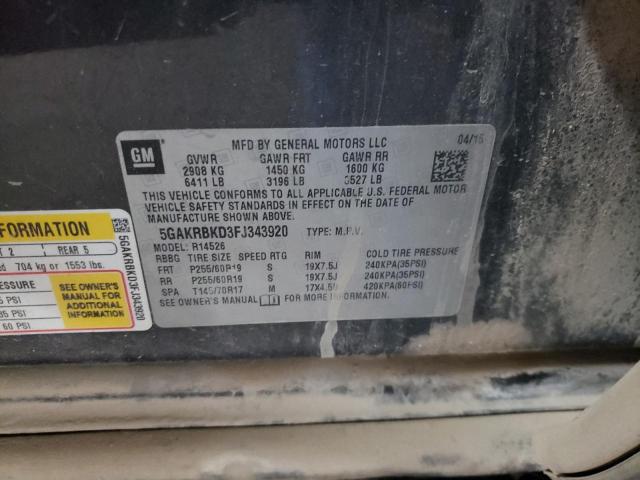 GM
MFD BY GENERAL MOTORS LLC
04/15
GVWR GAWR FRT GAWR RR
2908 KG 1450 KG 1600 KG
6411 LB 3196 LB 3527 LB
THIS VEHICLE CONFORMS TO ALL APPLICABLE U.S. FEDERAL MOTOR
VEHICLE SAFETY STANDARDS IN EFFECT ON THE DATE OF
MANUFACTURE SHOWN ABOVE.
5GAKRBKD3FJ343920 TYPE: M.P.V.
MODEL: R14526
RBBG TIRE SIZE SPEED RTG RIM COLD TIRE PRESSURE
FRT P255/60R19 S 19X7.5J 240KPA(35PSI)
RR P255/60R19 S 19X7.5J 240KPA(35PSI)
SPA T145/70R17 M 17X4.5 420KPA(60PSI)
SEE OWNER'S MANUAL FOR MORE INFORMATION.
FORMATION
2 REAR 5
704 kg or 1553 lbs.
SEE OWNER'S
MANUAL FOR
ADDITIONAL
INFORMATION
PSI
35 PSI
60 PSI
5GAKRBKD3FJ343920